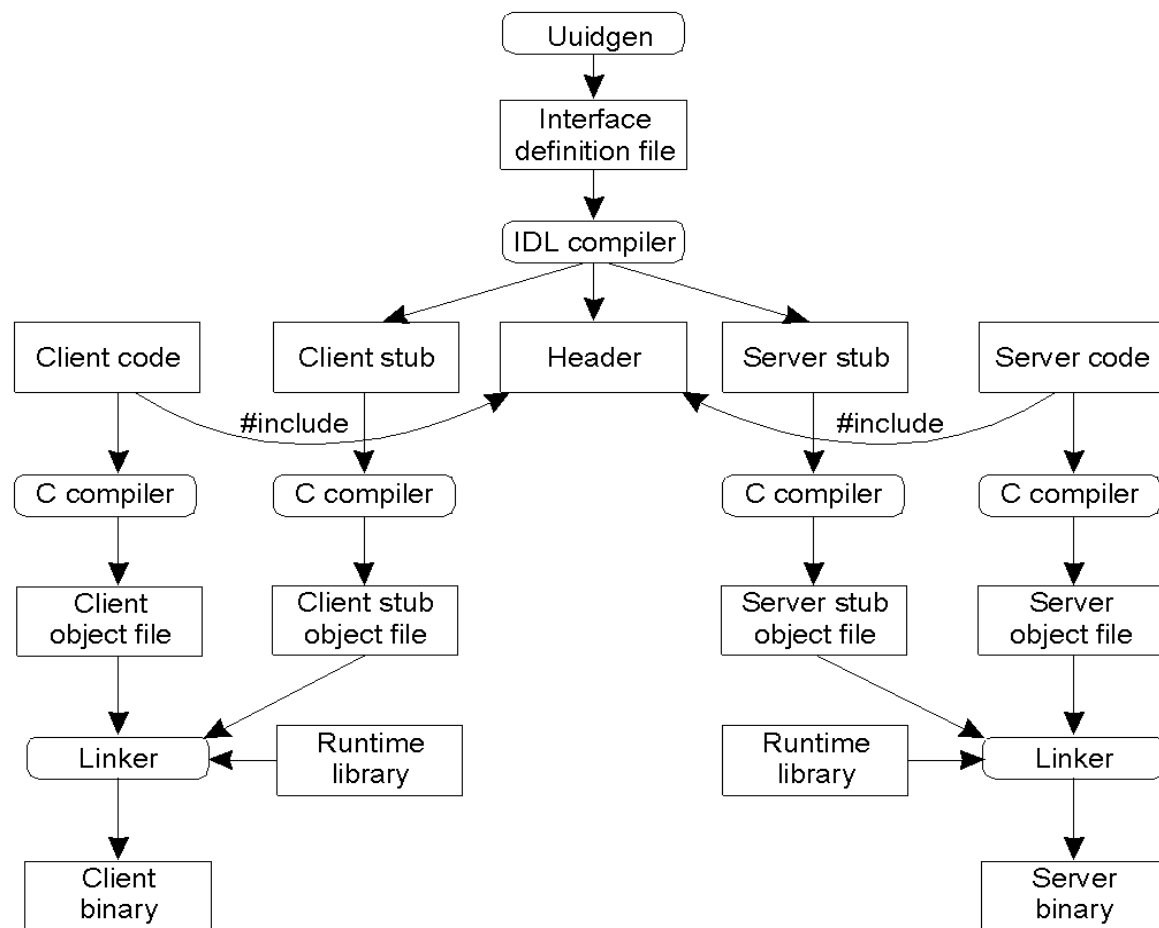 Uuidgen
Interface
definition file
IDL compiler
Client code
Client stub
Header
Server stub
Server code
#include
#include
C compiler
C compiler
C compiler
C compiler
Client
object file
Client stub
object file
Server stub
object file
Server
object file
Linker
Runtime
library
Runtime
library
Linker
Client
binary
Server
binary